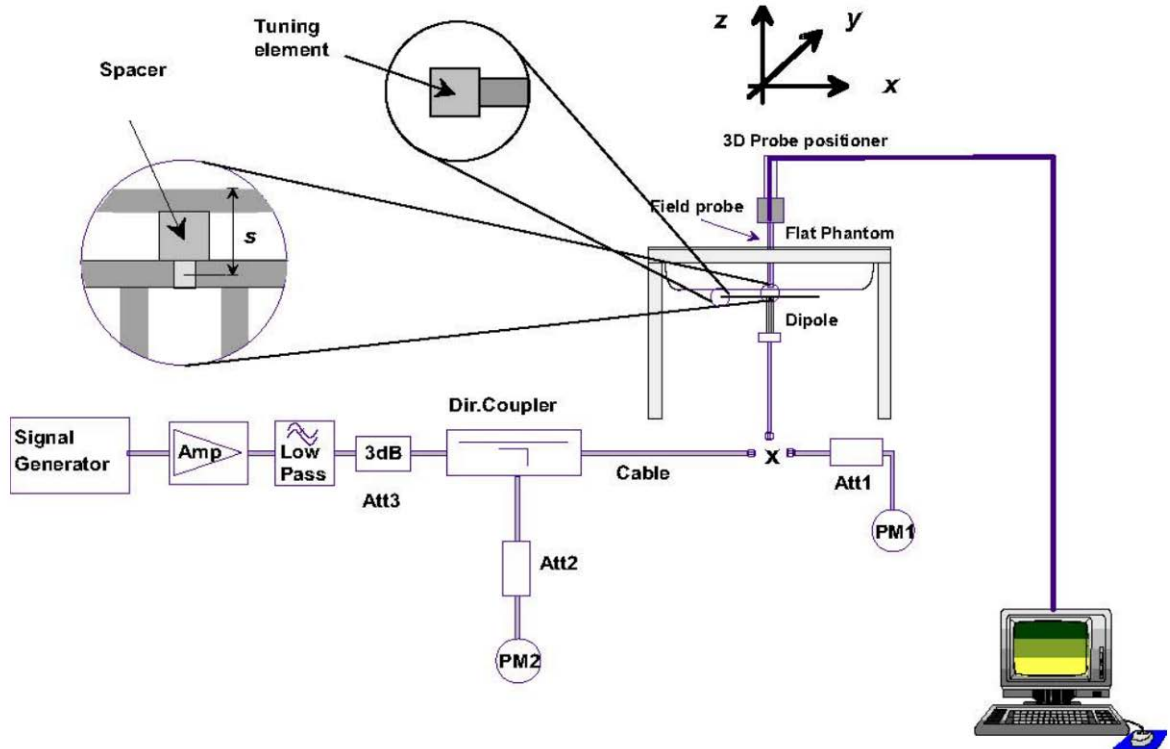 Tuning
element
z
y
x
Spacer
3D Probe positioner
s
Field probe
Flat Phantom
Dipole
Dir.Coupler
Signal
Generator
Amp
Low
Pass
3dB
Att3
Cable
x
Att1
PM1
Att2
PM2